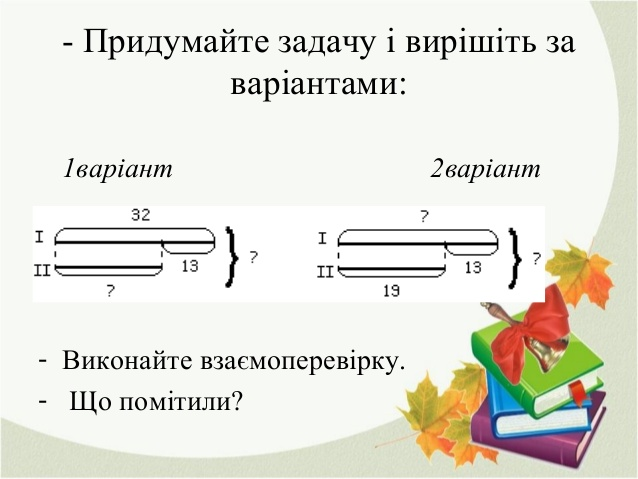 - Придумайте задачу і вирішіть за
варіантами:
1варіант 2варіант
32 ?
I I
13 ? 13 ?
II II
? 19
- Виконайте взаємоперевірку.
- Що помітили?